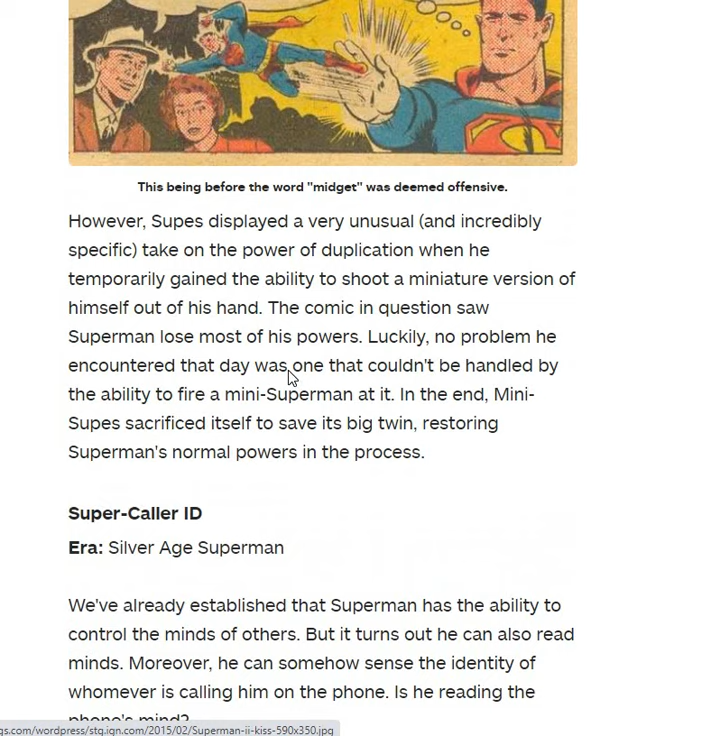 This being before the word "midget" was deemed offensive.
However, Supes displayed a very unusual (and incredibly
specific) take on the power of duplication when he
temporarily gained the ability to shoot a miniature version of
himself out of his hand. The comic in question saw
Superman lose most of his powers. Luckily, no problem he
encountered that day was one that couldn't be handled by
the ability to fire a mini-Superman at it. In the end, Mini-
Supes sacrificed itself to save its big twin, restoring
Superman's normal powers in the process.
Super-Caller ID
Era: Silver Age Superman
We've already established that Superman has the ability to
control the minds of others. But it turns out he can also read
minds. Moreover, he can somehow sense the identity of
whomever is calling him on the phone. Is he reading the
phone's mind?
gs.com/wordpress/stg.ign.com/2015/02/Superman-ii-kiss-590x350.jpg